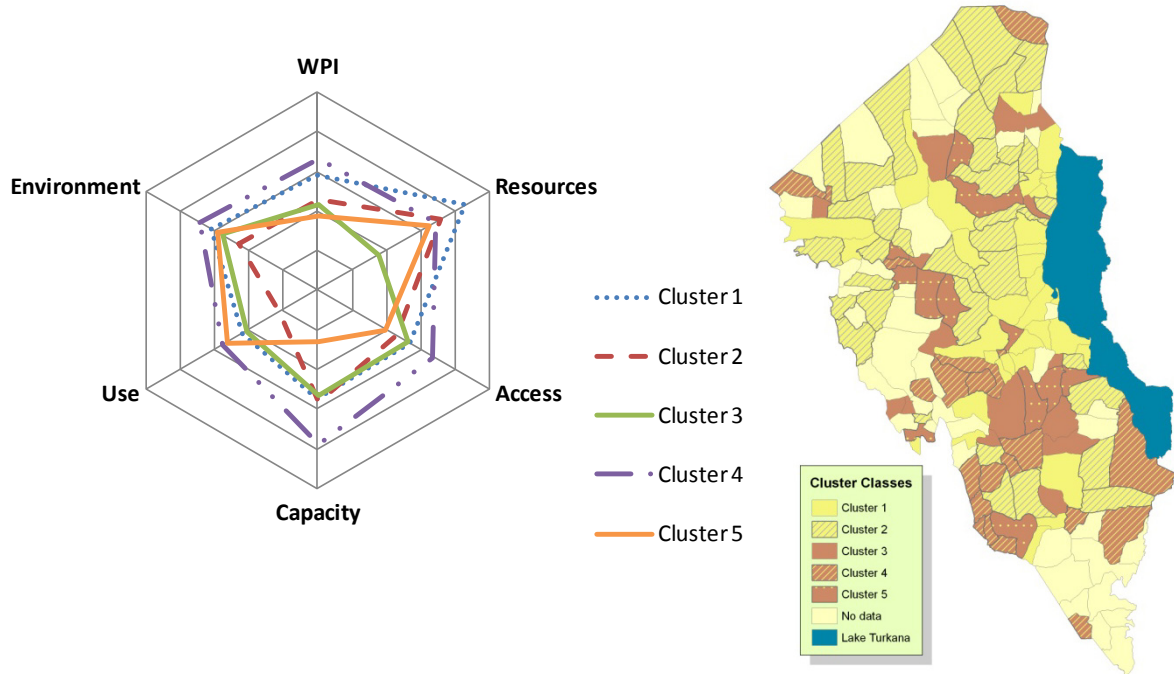 WPI
Resources
Access
Capacity
Use
Environment
Cluster 1
Cluster 2
Cluster 3
Cluster 4
Cluster 5
Cluster Classes
Cluster 1
Cluster 2
Cluster 3
Cluster 4
Cluster 5
No data
Lake Turkana